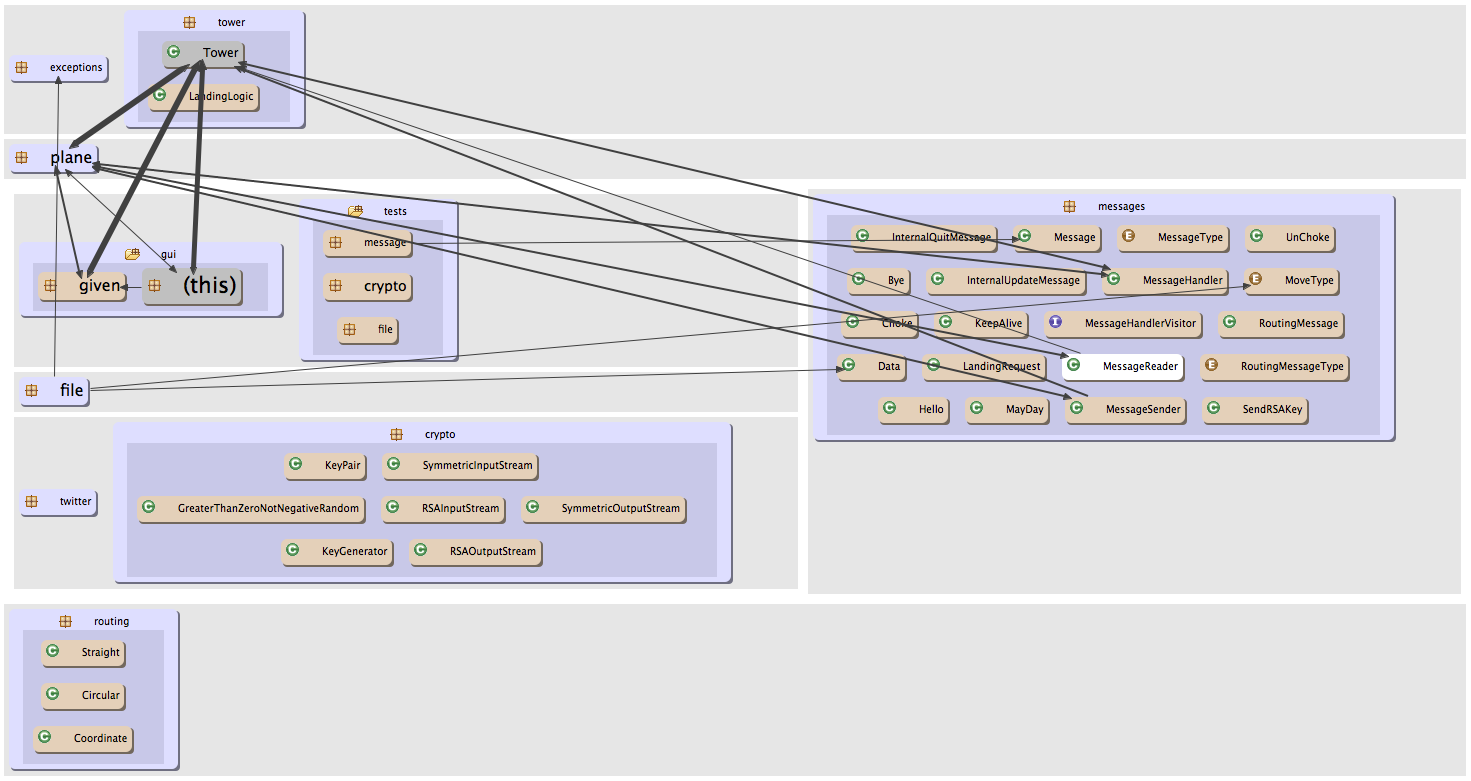 tower
Tower
exceptions
LandingLogic
plane
messages
tests
InternalQuitMessage
Message
MessageType
UnChoke
message
gui
Bye
InternalUpdateMessage
MessageHandler
MoveType
given
(this)
crypto
Choke
KeepAlive
MessageHandlerVisitor
RoutingMessage
file
Data
LandingRequest
MessageReader
RoutingMessageType
file
Hello
MayDay
MessageSender
SendRSAKey
crypto
KeyPair
SymmetricInputStream
twitter
GreaterThanZeroNotNegativeRandom
RSAInputStream
SymmetricOutputStream
KeyGenerator
RSAOutputStream
routing
Straight
Circular
Coordinate